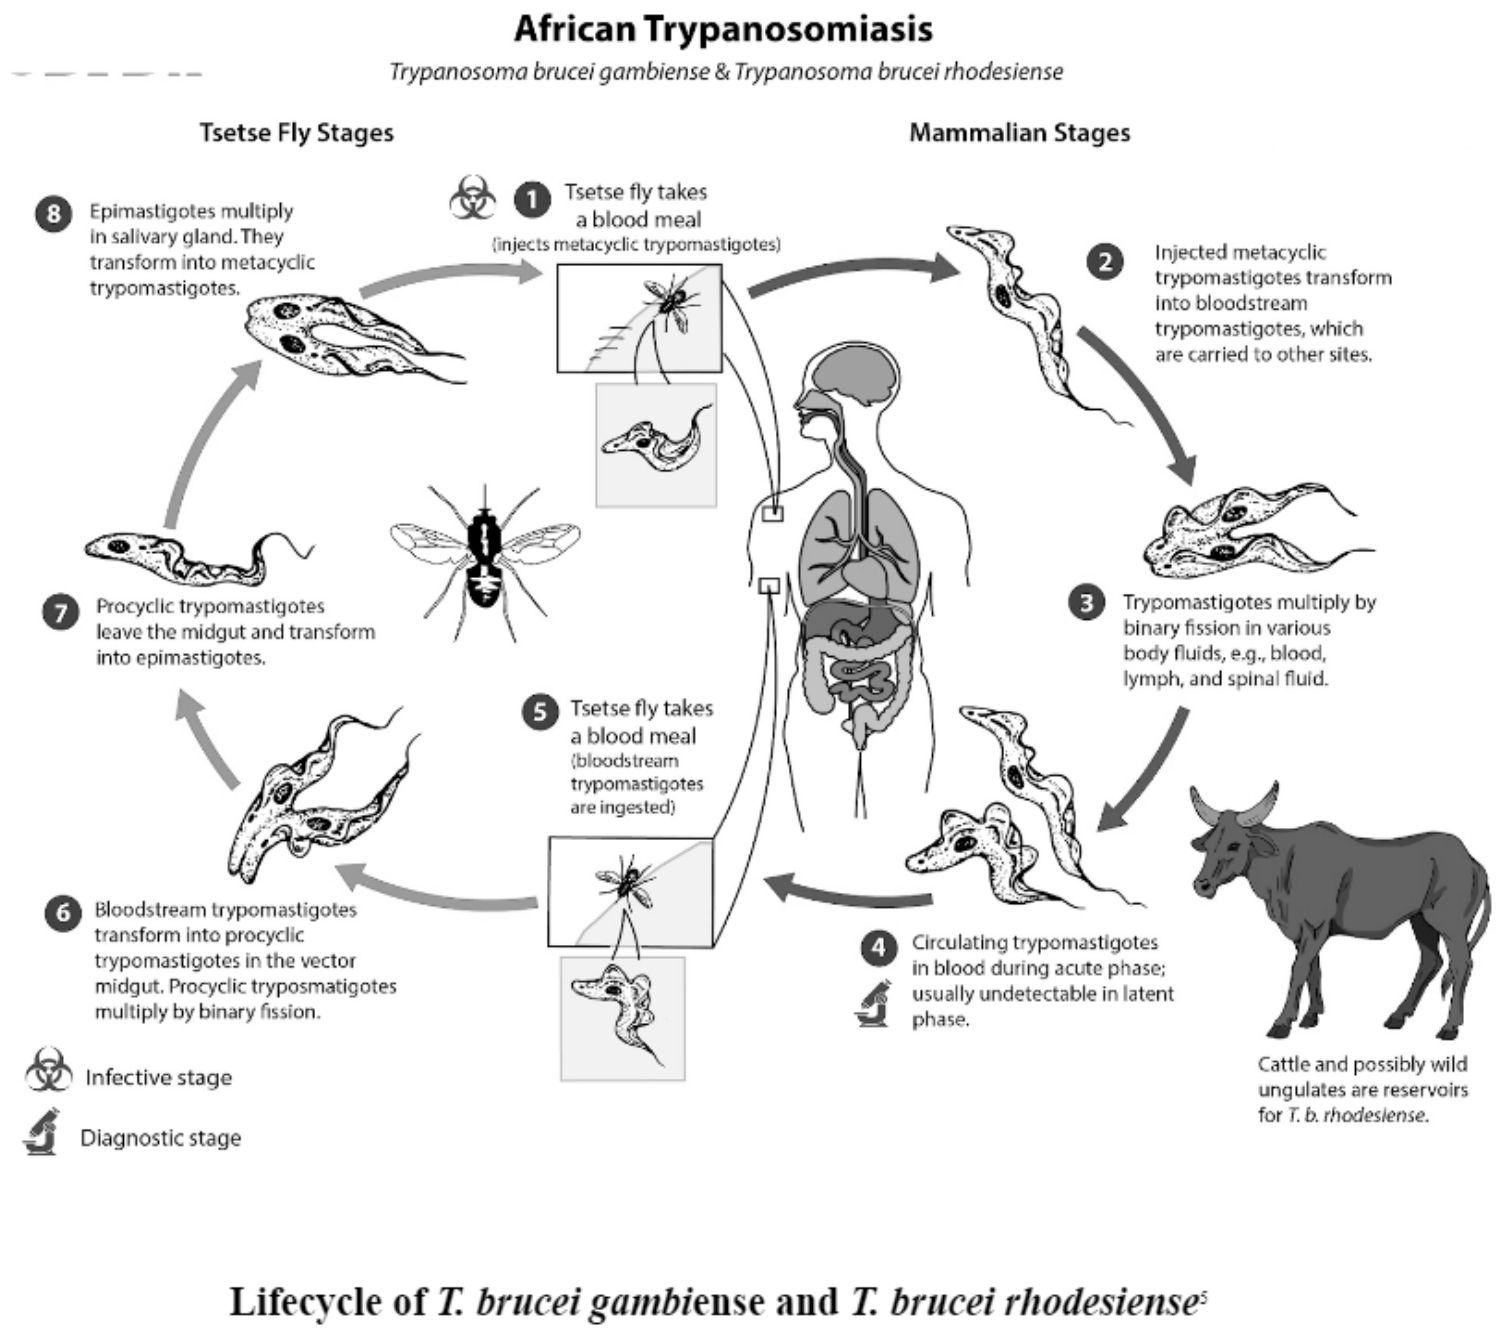 African Trypanosomiasis
Trypanosoma brucei gambiense & Trypanosoma brucei rhodesiense
Tsetse Fly Stages
Mammalian Stages
8
Epimastigotes multiply
in salivary gland. They
transform into metacyclic
trypomastigotes.
1
Tsetse fly takes
a blood meal
(injects metacyclic trypomastigotes)
2
Injected metacyclic
trypomastigotes transform
into bloodstream
trypomastigotes, which
are carried to other sites.
3
Trypomastigotes multiply by
binary fission in various
body fluids, e.g., blood,
lymph, and spinal fluid.
7
Procyclic trypomastigotes
leave the midgut and transform
into epimastigotes.
5
Tsetse fly takes
a blood meal
(bloodstream
trypomastigotes
are ingested)
6
Bloodstream trypomastigotes
transform into procyclic
trypomastigotes in the vector
midgut. Procyclic tryposmatigotes
multiply by binary fission.
4
Circulating trypomastigotes
in blood during acute phase;
usually undetectable in latent
phase.
Cattle and possibly wild
ungulates are reservoirs
for T. b. rhodesiense.
Infective stage
Diagnostic stage
Lifecycle of T. brucei gambiense and T. brucei rhodesiense⁵